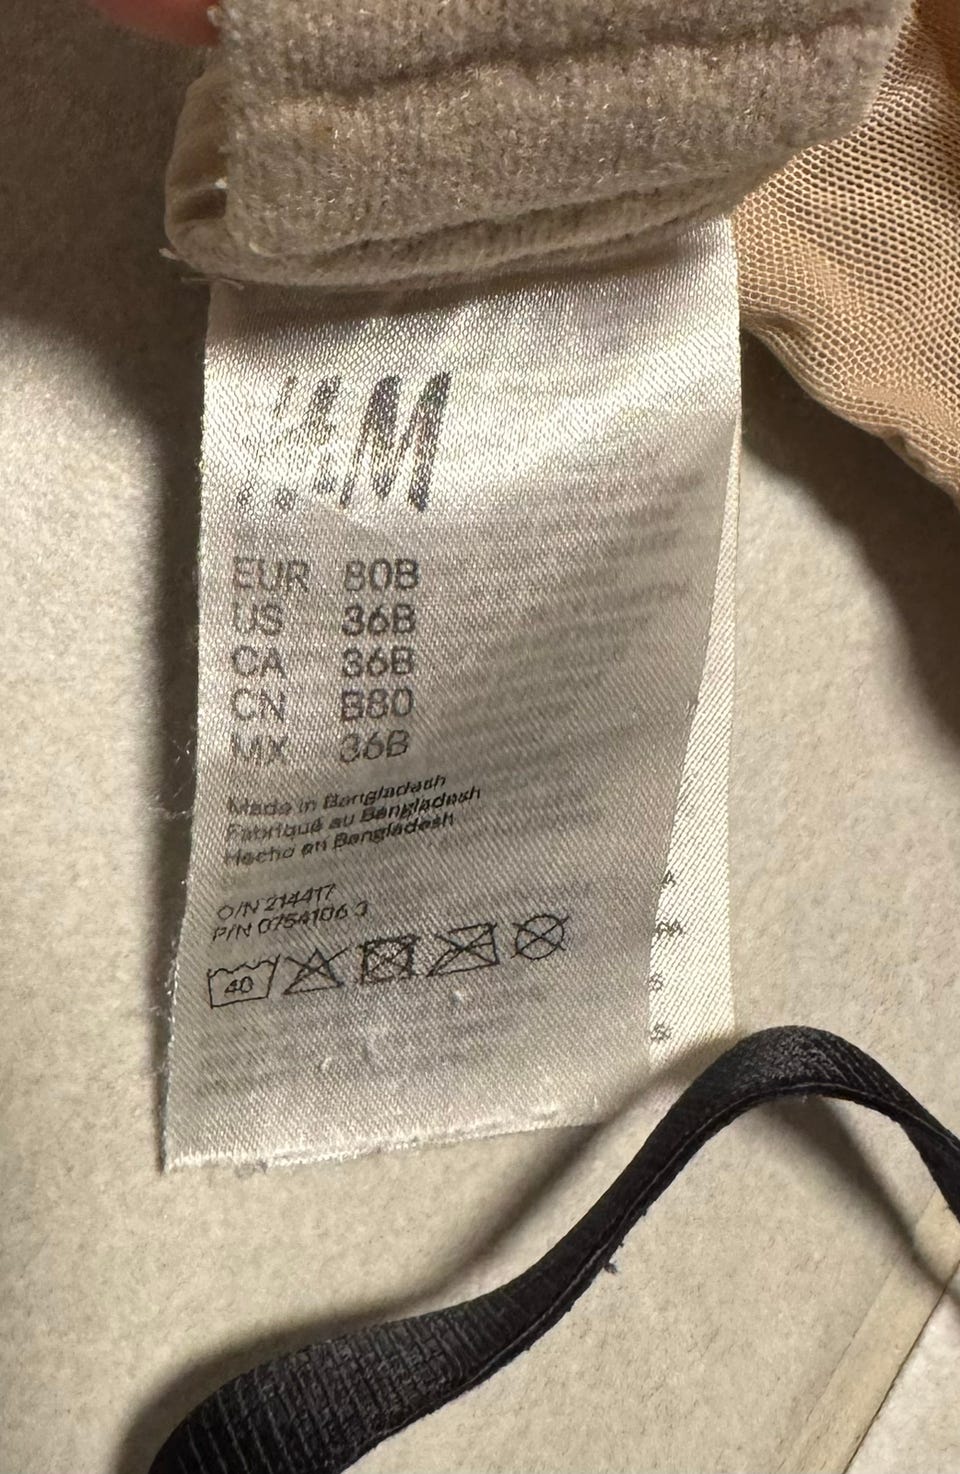 H&M
EUR 80B
US 36B
CA 36B
CN B80
MX 36B
Made in Bangladesh
Fabriqué au Bangladesh
Hecho en Bangladesh
O/N 214417
P/N 0754106 3
40